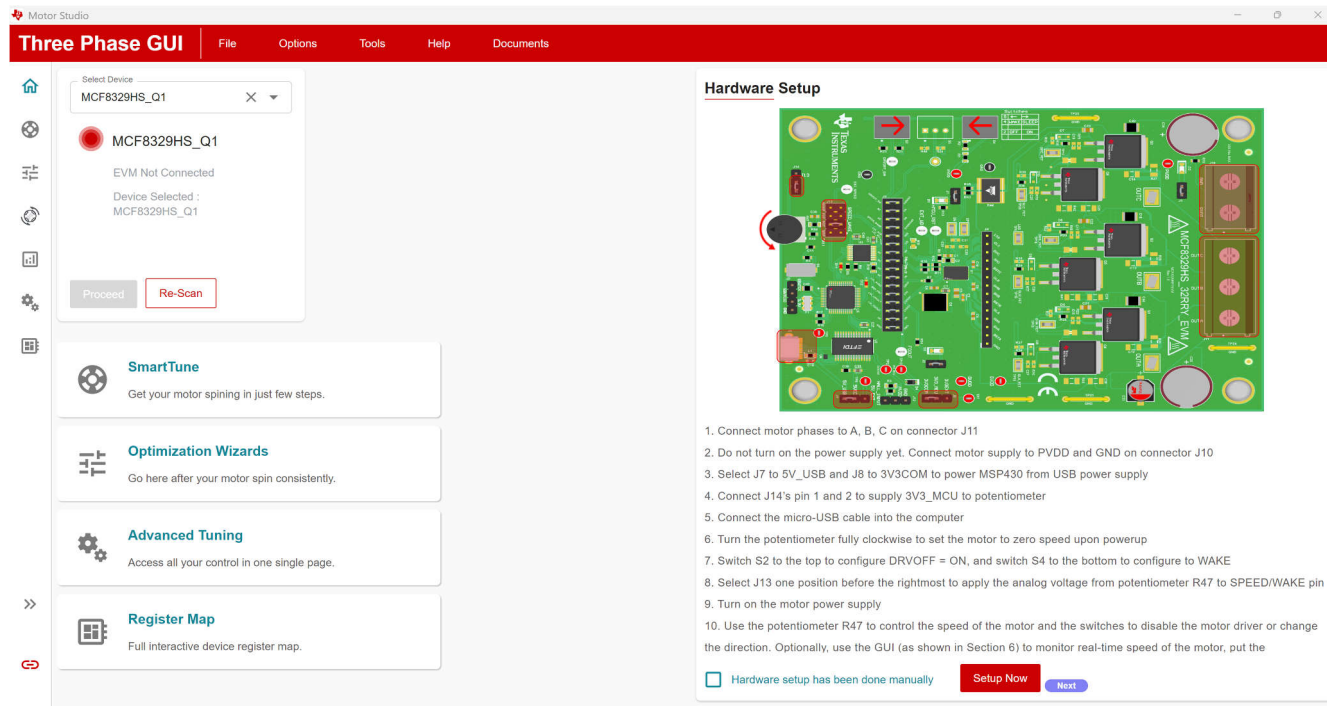 Motor Studio
Three Phase GUI
File
Options
Tools
Help
Documents
Select Device
MCF8329HS_Q1
MCF8329HS_Q1
EVM Not Connected
Device Selected :
MCF8329HS_Q1
Proceed
Re-Scan
SmartTune
Get your motor spining in just few steps.
Optimization Wizards
Go here after your motor spin consistently.
Advanced Tuning
Access all your control in one single page.
Register Map
Full interactive device register map.
Hardware Setup
TEXAS
INSTRUMENTS
MCF8329HS_32RRY_EVM
OUTC
OUTB
OUTA
FTDI
1. Connect motor phases to A, B, C on connector J11
2. Do not turn on the power supply yet. Connect motor supply to PVDD and GND on connector J10
3. Select J7 to 5V_USB and J8 to 3V3COM to power MSP430 from USB power supply
4. Connect J14's pin 1 and 2 to supply 3V3_MCU to potentiometer
5. Connect the micro-USB cable into the computer
6. Turn the potentiometer fully clockwise to set the motor to zero speed upon powerup
7. Switch S2 to the top to configure DRVOFF = ON, and switch S4 to the bottom to configure to WAKE
8. Select J13 one position before the rightmost to apply the analog voltage from potentiometer R47 to SPEED/WAKE pin
9. Turn on the motor power supply
10. Use the potentiometer R47 to control the speed of the motor and the switches to disable the motor driver or change
the direction. Optionally, use the GUI (as shown in Section 6) to monitor real-time speed of the motor, put the
Hardware setup has been done manually
Setup Now
Next